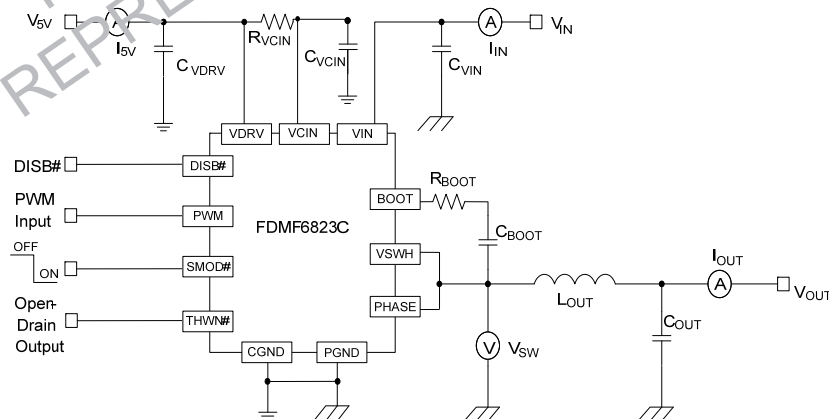 V5V
A
I5V
RVCIN
A
IIN
VIN
CVDRV
CVCIN
CVIN
REPRE
VDRV
VCIN
VIN
DISB#
DISB#
PWM
Input
PWM
OFF
ON
SMOD#
Open-
Drain
Output
THWN#
FDMF6823C
BOOT
RBOOT
CBOOT
VSWH
PHASE
LOUT
IOUT
A
VOUT
COUT
V
VSW
CGND
PGND